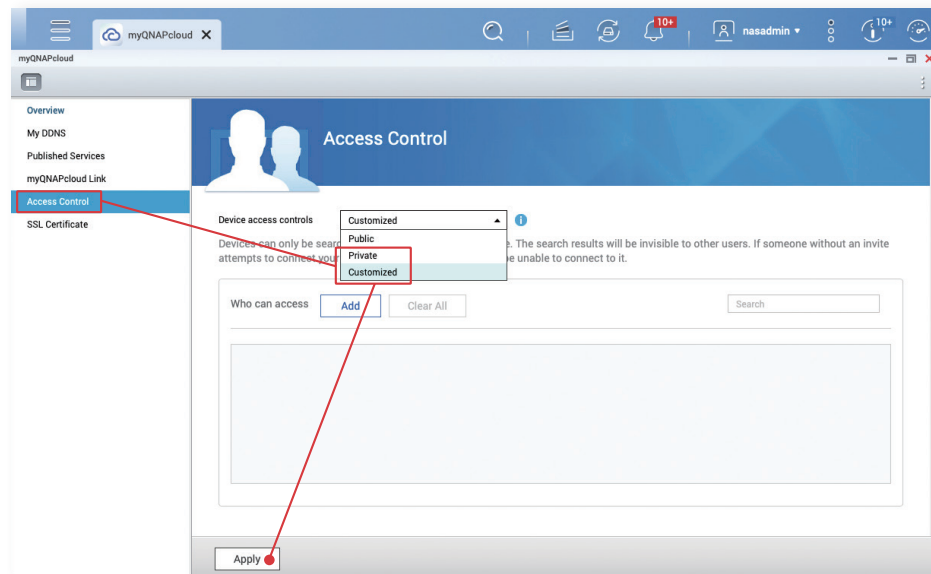 myQNAPcloud X
10+
nasadmin
10+
myQNAPcloud
Overview
My DDNS
Published Services
myQNAPcloud Link
Access Control
SSL Certificate
Access Control
Device access controls
Customized
Public
Private
Customized
Devices can only be sear e. The search results will be invisible to other users. If someone without an invite
attempts to connect your be unable to connect to it.
Who can access
Add
Clear All
Search
Apply